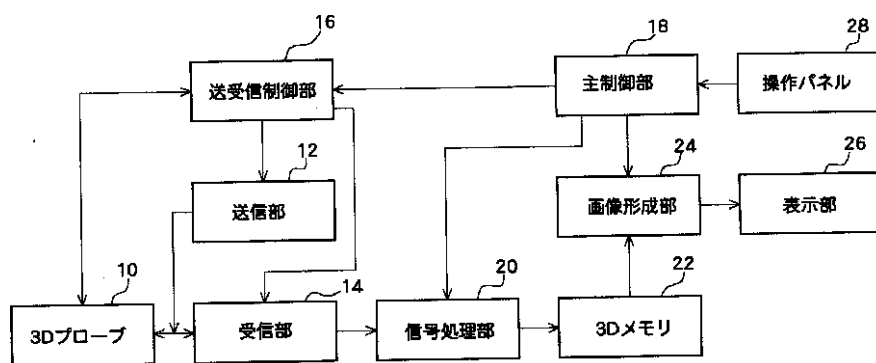 16
送受信制御部
18
主制御部
28
操作パネル
12
送信部
24
画像形成部
26
表示部
10
3Dプローブ
14
受信部
20
信号処理部
22
3Dメモリ